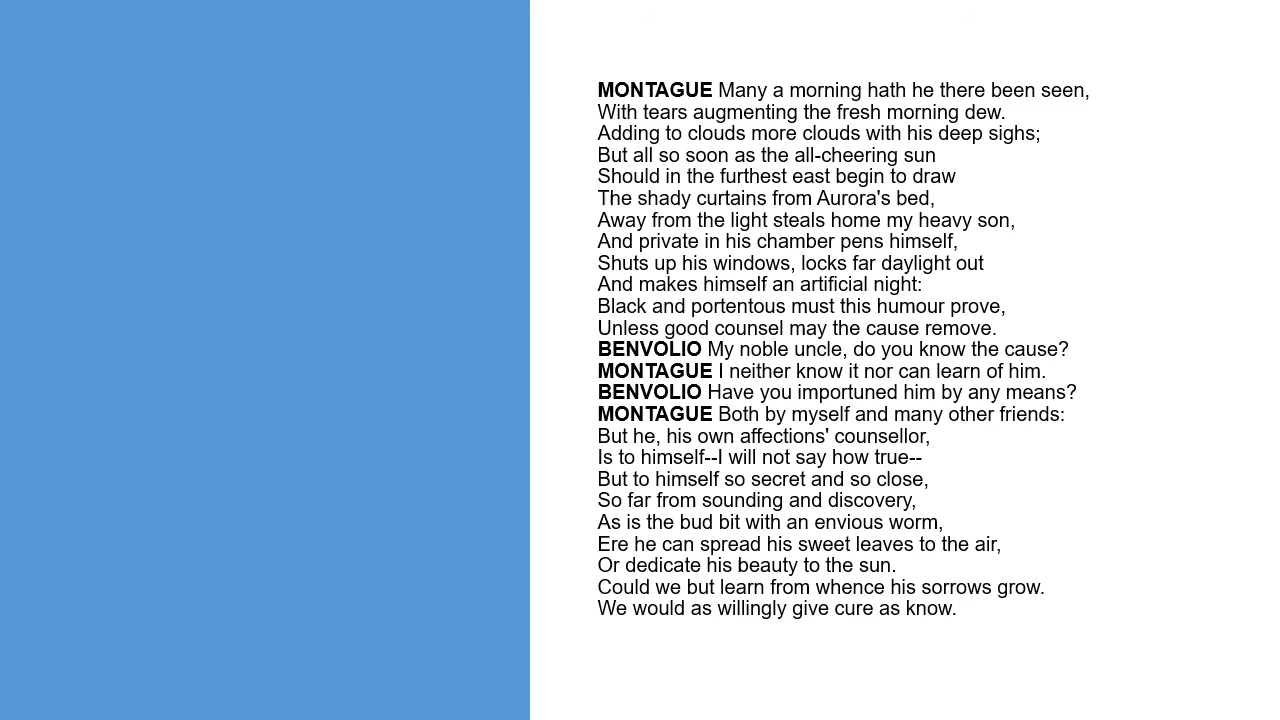 MONTAGUE Many a morning hath he there been seen,
With tears augmenting the fresh morning dew.
Adding to clouds more clouds with his deep sighs;
But all so soon as the all-cheering sun
Should in the furthest east begin to draw
The shady curtains from Aurora's bed,
Away from the light steals home my heavy son,
And private in his chamber pens himself,
Shuts up his windows, locks far daylight out
And makes himself an artificial night:
Black and portentous must this humour prove,
Unless good counsel may the cause remove.
BENVOLIO My noble uncle, do you know the cause?
MONTAGUE I neither know it nor can learn of him.
BENVOLIO Have you importuned him by any means?
MONTAGUE Both by myself and many other friends:
But he, his own affections' counsellor,
Is to himself--I will not say how true--
But to himself so secret and so close,
So far from sounding and discovery,
As is the bud bit with an envious worm,
Ere he can spread his sweet leaves to the air,
Or dedicate his beauty to the sun.
Could we but learn from whence his sorrows grow.
We would as willingly give cure as know.